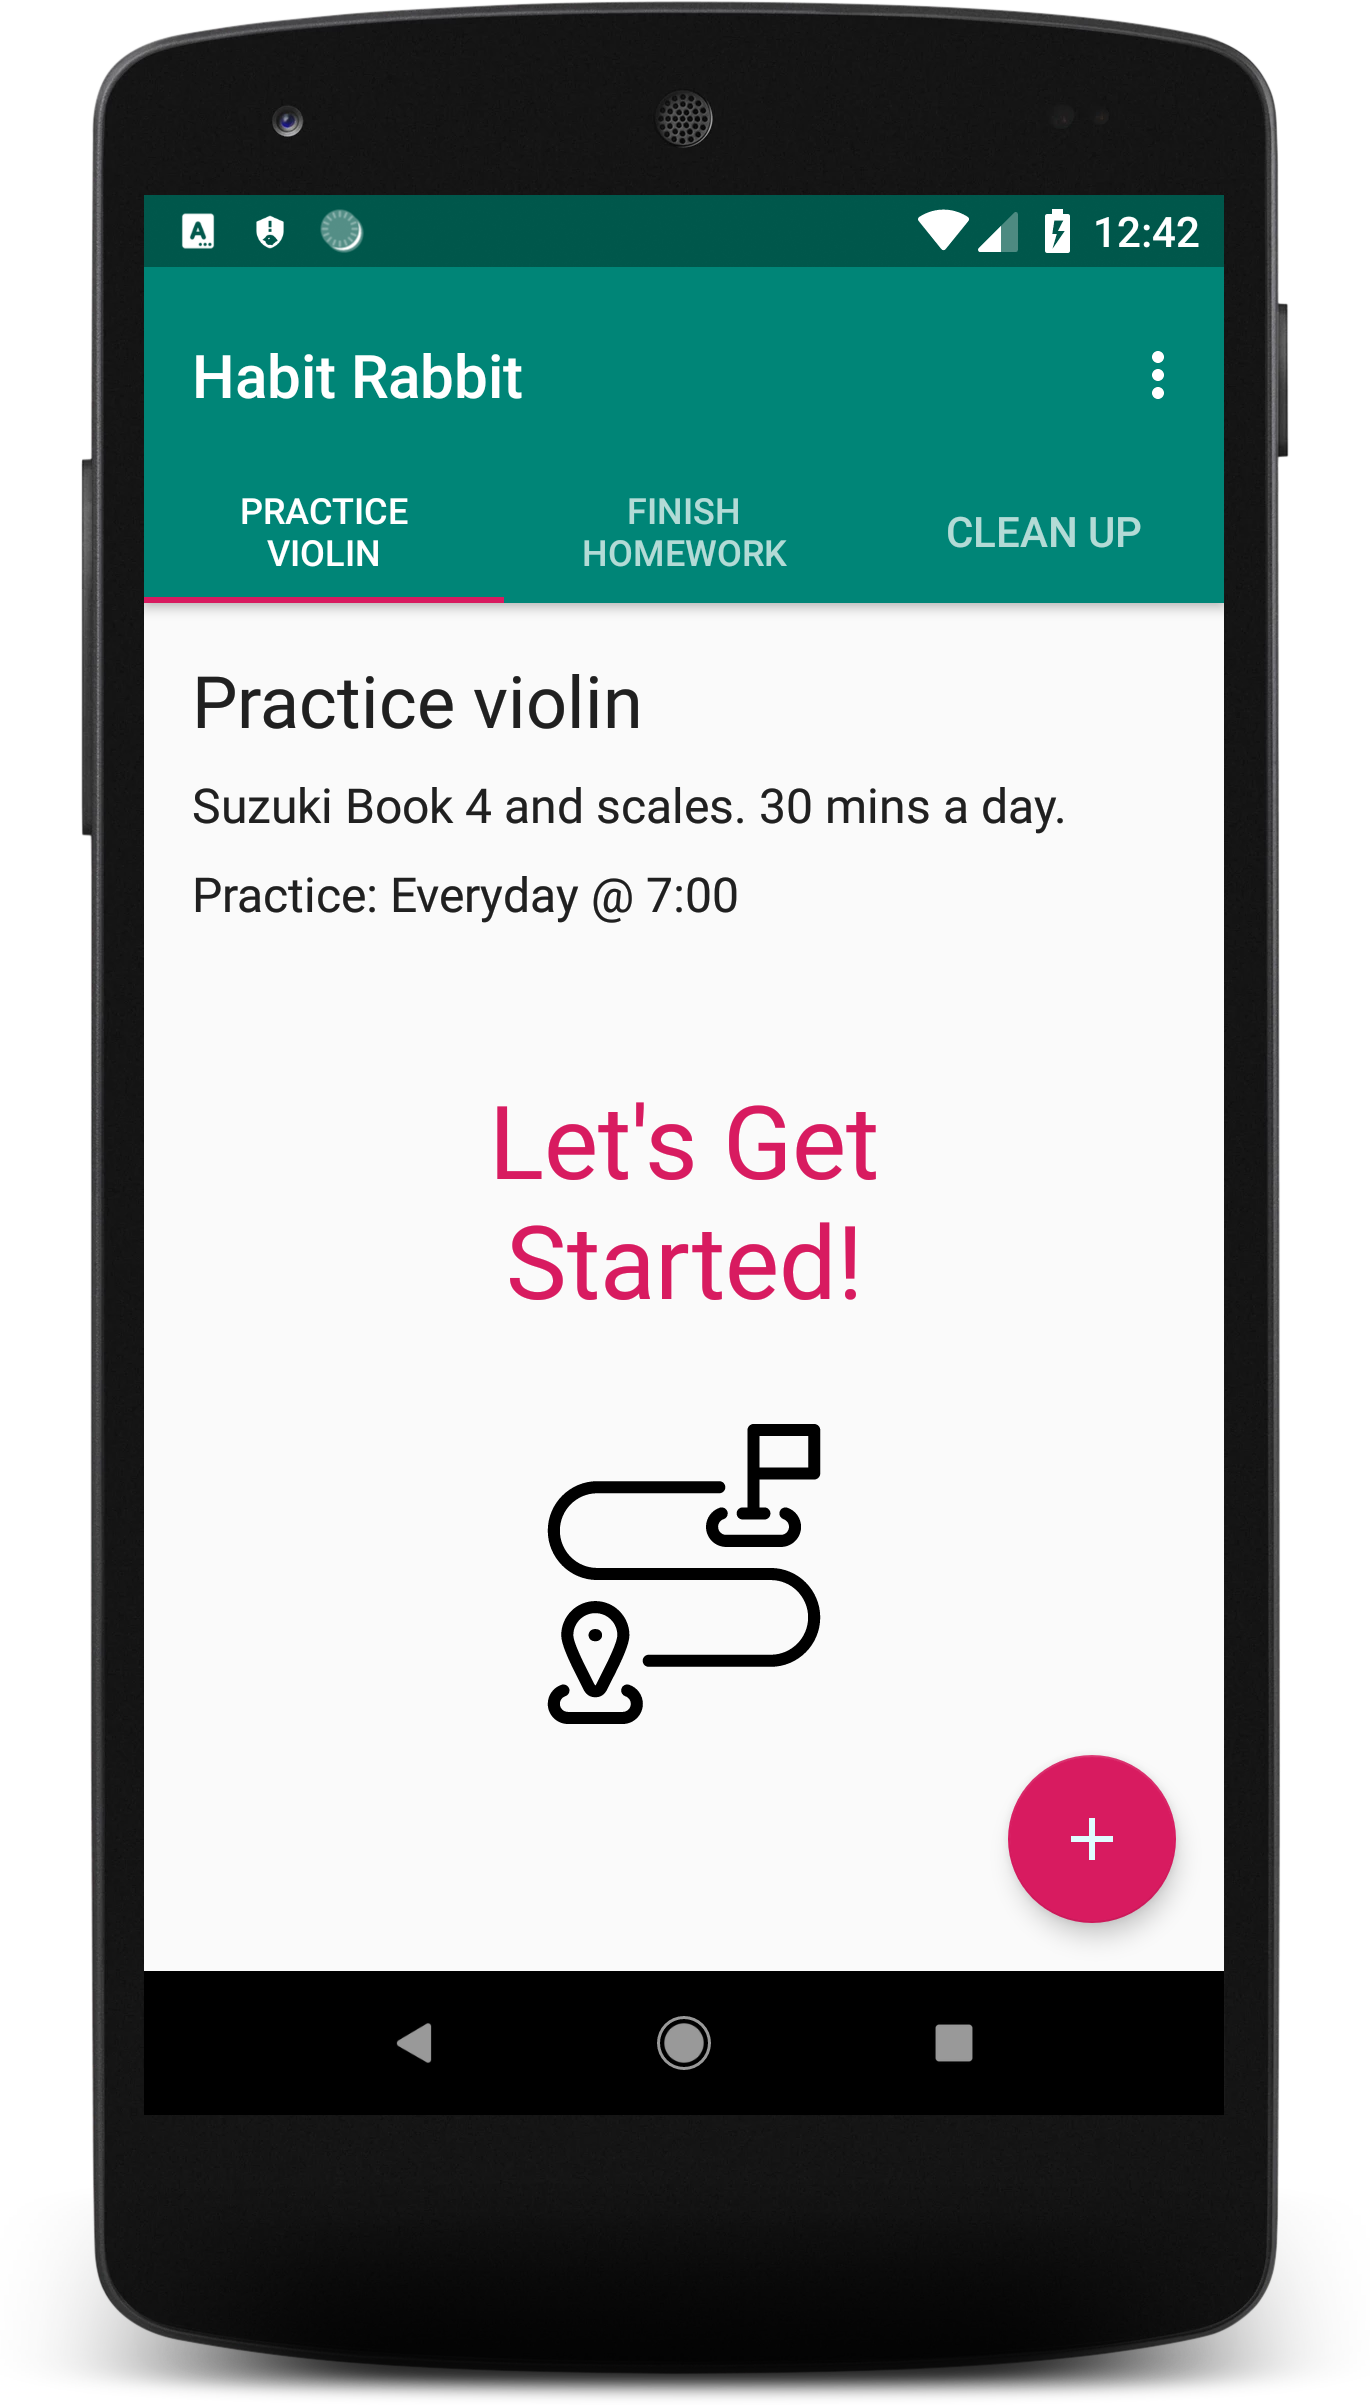 12:42
Habit Rabbit
PRACTICE
VIOLIN
FINISH
HOMEWORK
CLEAN UP
Practice violin
Suzuki Book 4 and scales. 30 mins a day.
Practice: Everyday @ 7:00
Let's Get
Started!